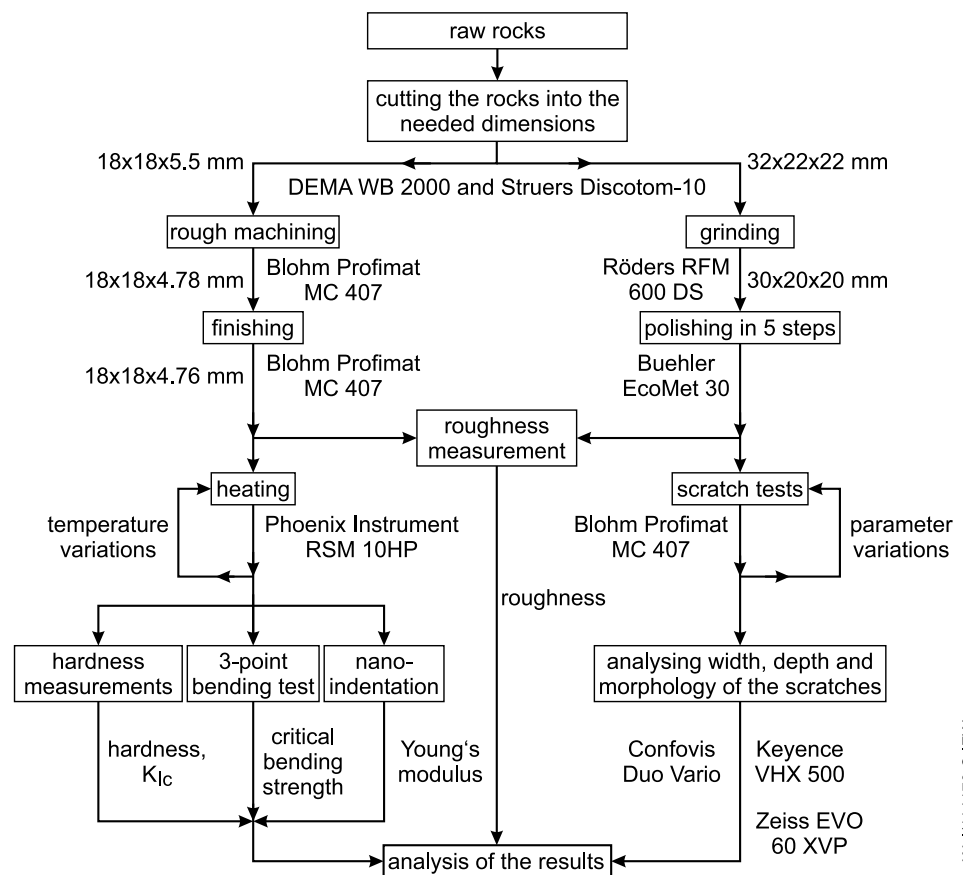 raw rocks
cutting the rocks into the
needed dimensions
18x18x5.5 mm
32x22x22 mm
DEMA WB 2000 and Struers Discotom-10
rough machining
grinding
18x18x4.78 mm
Blohm Profimat
MC 407
Röders RFM
600 DS
30x20x20 mm
finishing
polishing in 5 steps
18x18x4.76 mm
Blohm Profimat
MC 407
Buehler
EcoMet 30
roughness
measurement
heating
scratch tests
temperature
variations
Phoenix Instrument
RSM 10HP
Blohm Profimat
MC 407
parameter
variations
roughness
hardness
measurements
3-point
bending test
nano-
indentation
analysing width, depth and
morphology of the scratches
hardness,
KIc
critical
bending
strength
Young‘s
modulus
Confovis
Duo Vario
Keyence
VHX 500
Zeiss EVO
60 XVP
analysis of the results